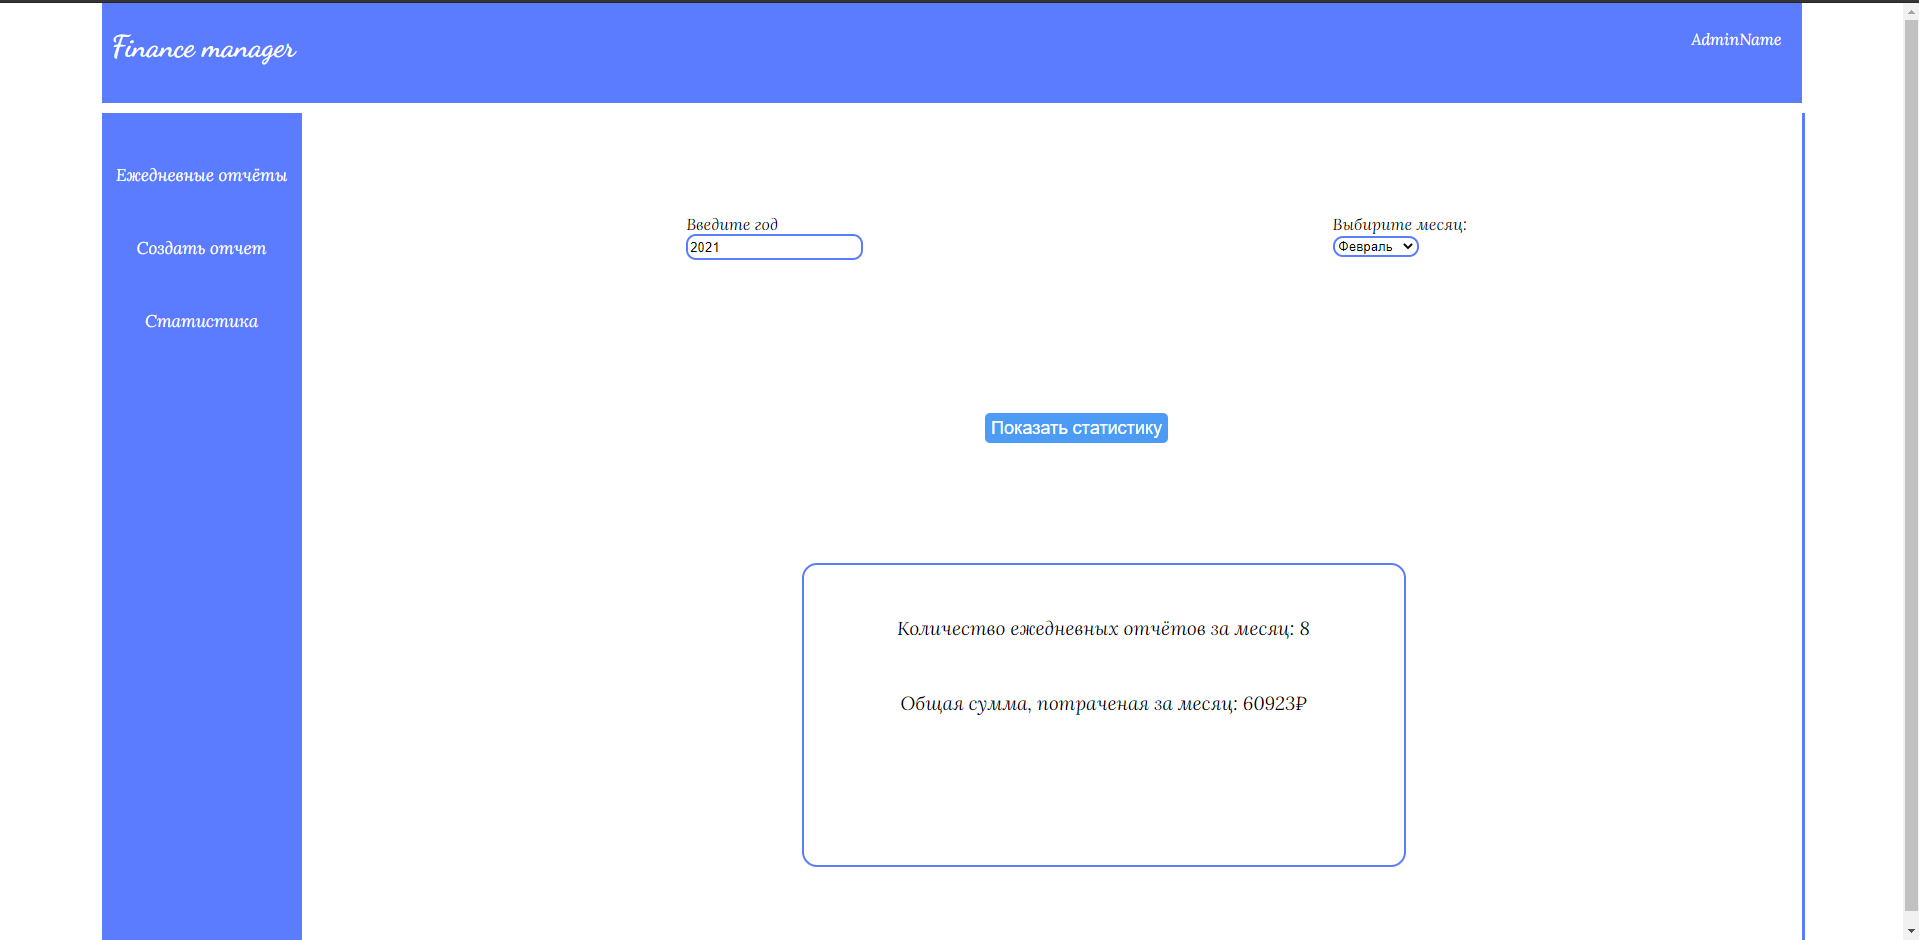 Finance manager
AdminName
Ежедневные отчёты
Создать отчет
Статистика
Введите год
2021
Выбирите месяц:
Февраль
Показать статистику
Количество ежедневных отчётов за месяц: 8
Общая сумма, потраченая за месяц: 60923₽